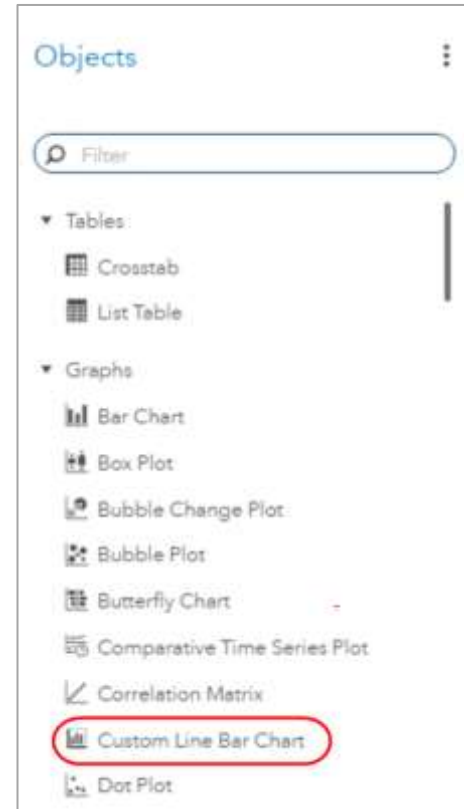 Objects
Filter
Tables
Crosstab
List Table
Graphs
Bar Chart
Box Plot
Bubble Change Plot
Bubble Plot
Butterfly Chart
Comparative Time Series Plot
Correlation Matrix
Custom Line Bar Chart
Dot Plot